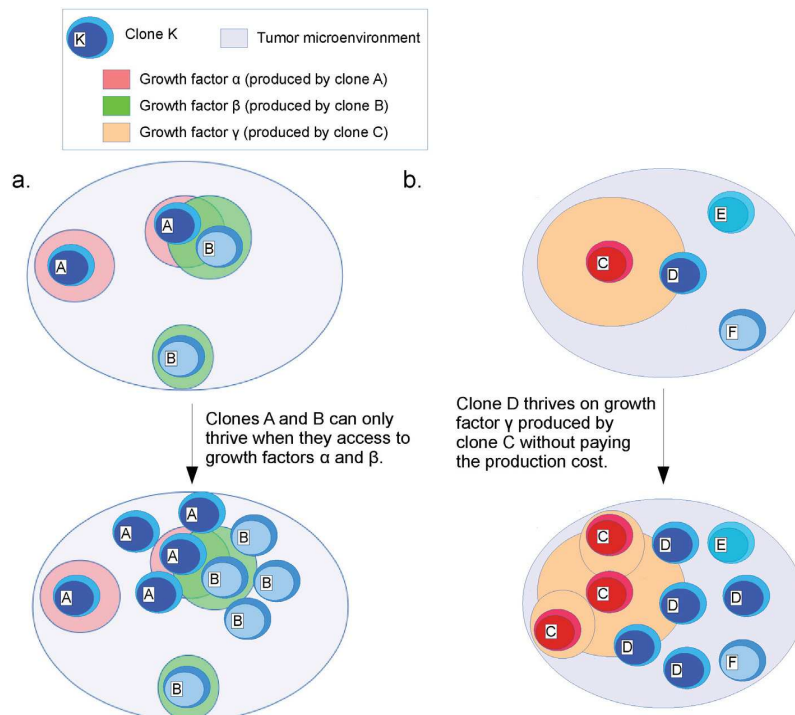 K
Clone K
Tumor microenvironment
Growth factor α (produced by clone A)
Growth factor β (produced by clone B)
Growth factor γ (produced by clone C)
a.
b.
A
A
B
B
E
C
D
F
Clones A and B can only
thrive when they access to
growth factors α and β.
Clone D thrives on growth
factor γ produced by
clone C without paying
the production cost.
A
A
B
A
A
A
B
B
B
B
C
D
E
C
D
D
C
D
D
F